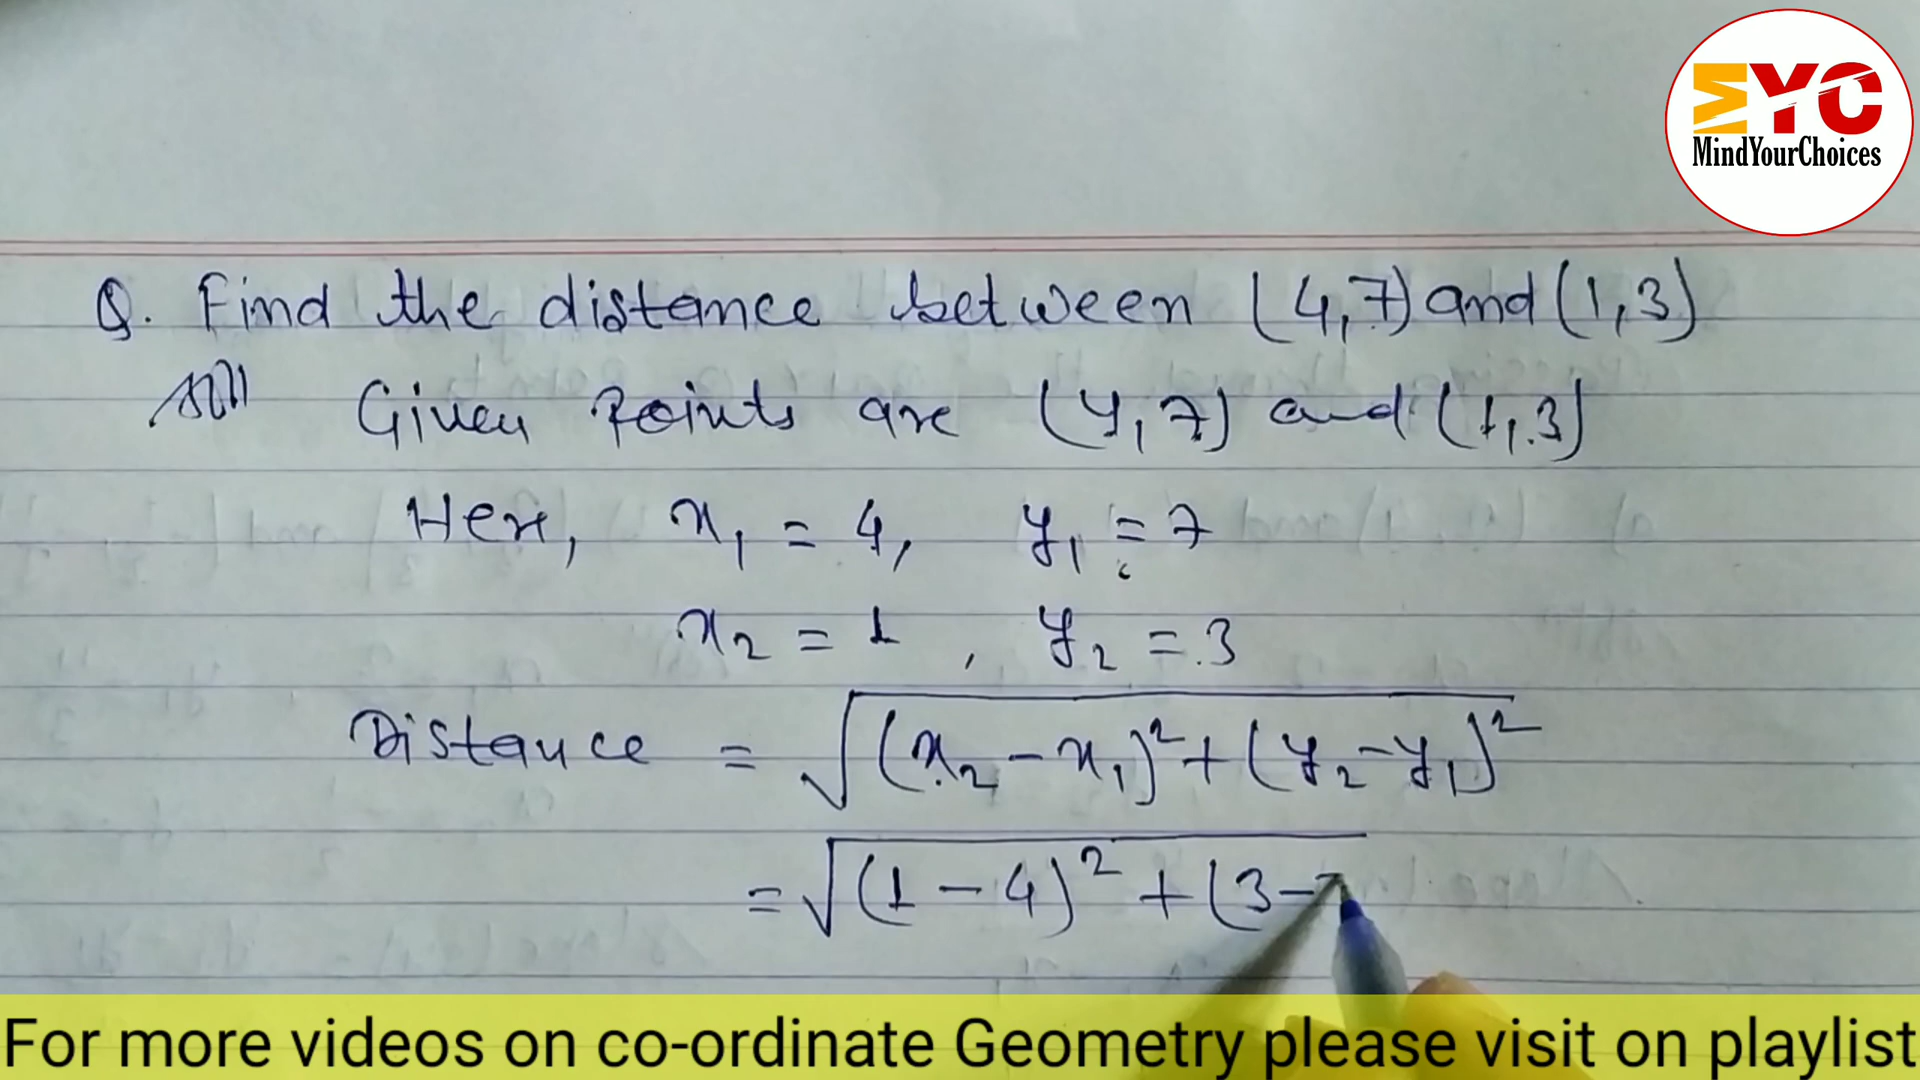 MYC
MindYourChoices
Q. Find the distance between (4,7) and (1,3)
Given Points are (4,7) and (1,3)
Here, x₁ = 4, y₁ = 7
x₂ = 1, y₂ = 3
Distance = √(x₂-x₁)²+(y₂-y₁)²
= √(1-4)²+(3-7
For more videos on co-ordinate Geometry please visit on playlist